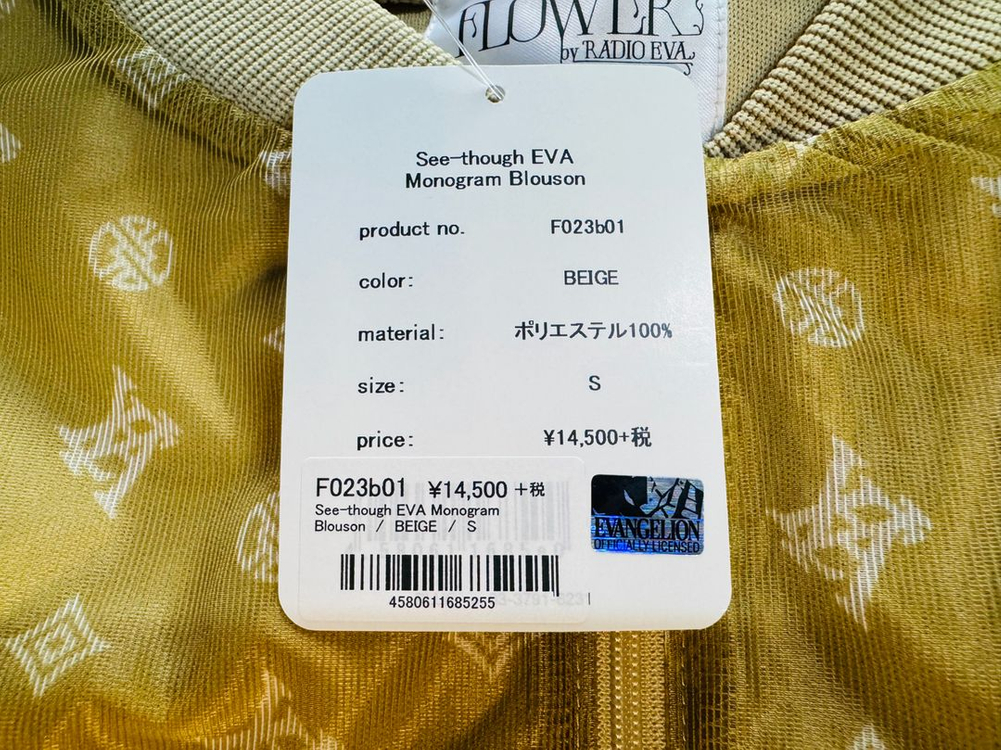 FLOWER
by RADIO EVA
See-though EVA
Monogram Blouson
product no. F023b01
color: BEIGE
material: ポリエステル100%
size: S
price: ¥14,500+税
F023b01 ¥14,500 +税
See-though EVA Monogram
Blouson / BEIGE / S
4580611685255
EVANGELION
OFFICIALLY LICENSED